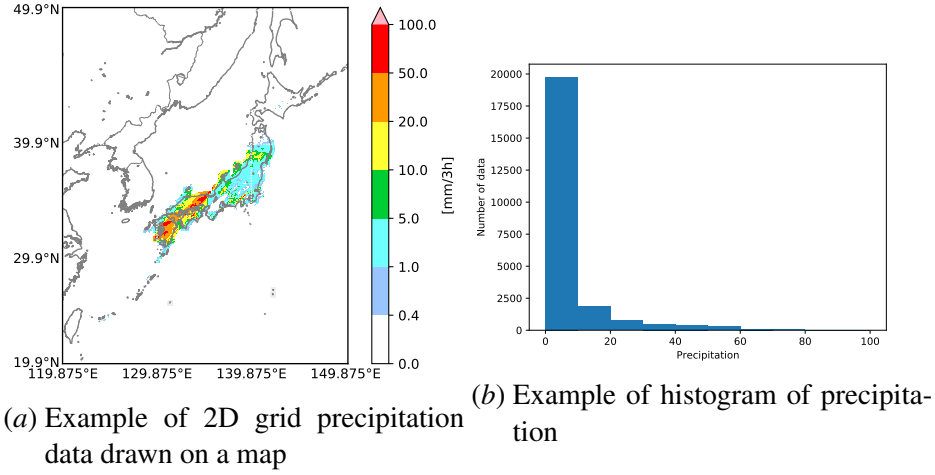 49.9°N
39.9°N
29.9°N
19.9°N
119.875°E 129.875°E 139.875°E 149.875°E
100.0
50.0
20.0
10.0
5.0
1.0
0.4
0.0
[mm/3h]
(a) Example of 2D grid precipitation
data drawn on a map
20000
17500
15000
12500
10000
7500
5000
2500
0
Number of data
0 20 40 60 80 100
Precipitation
(b) Example of histogram of precipita-
tion